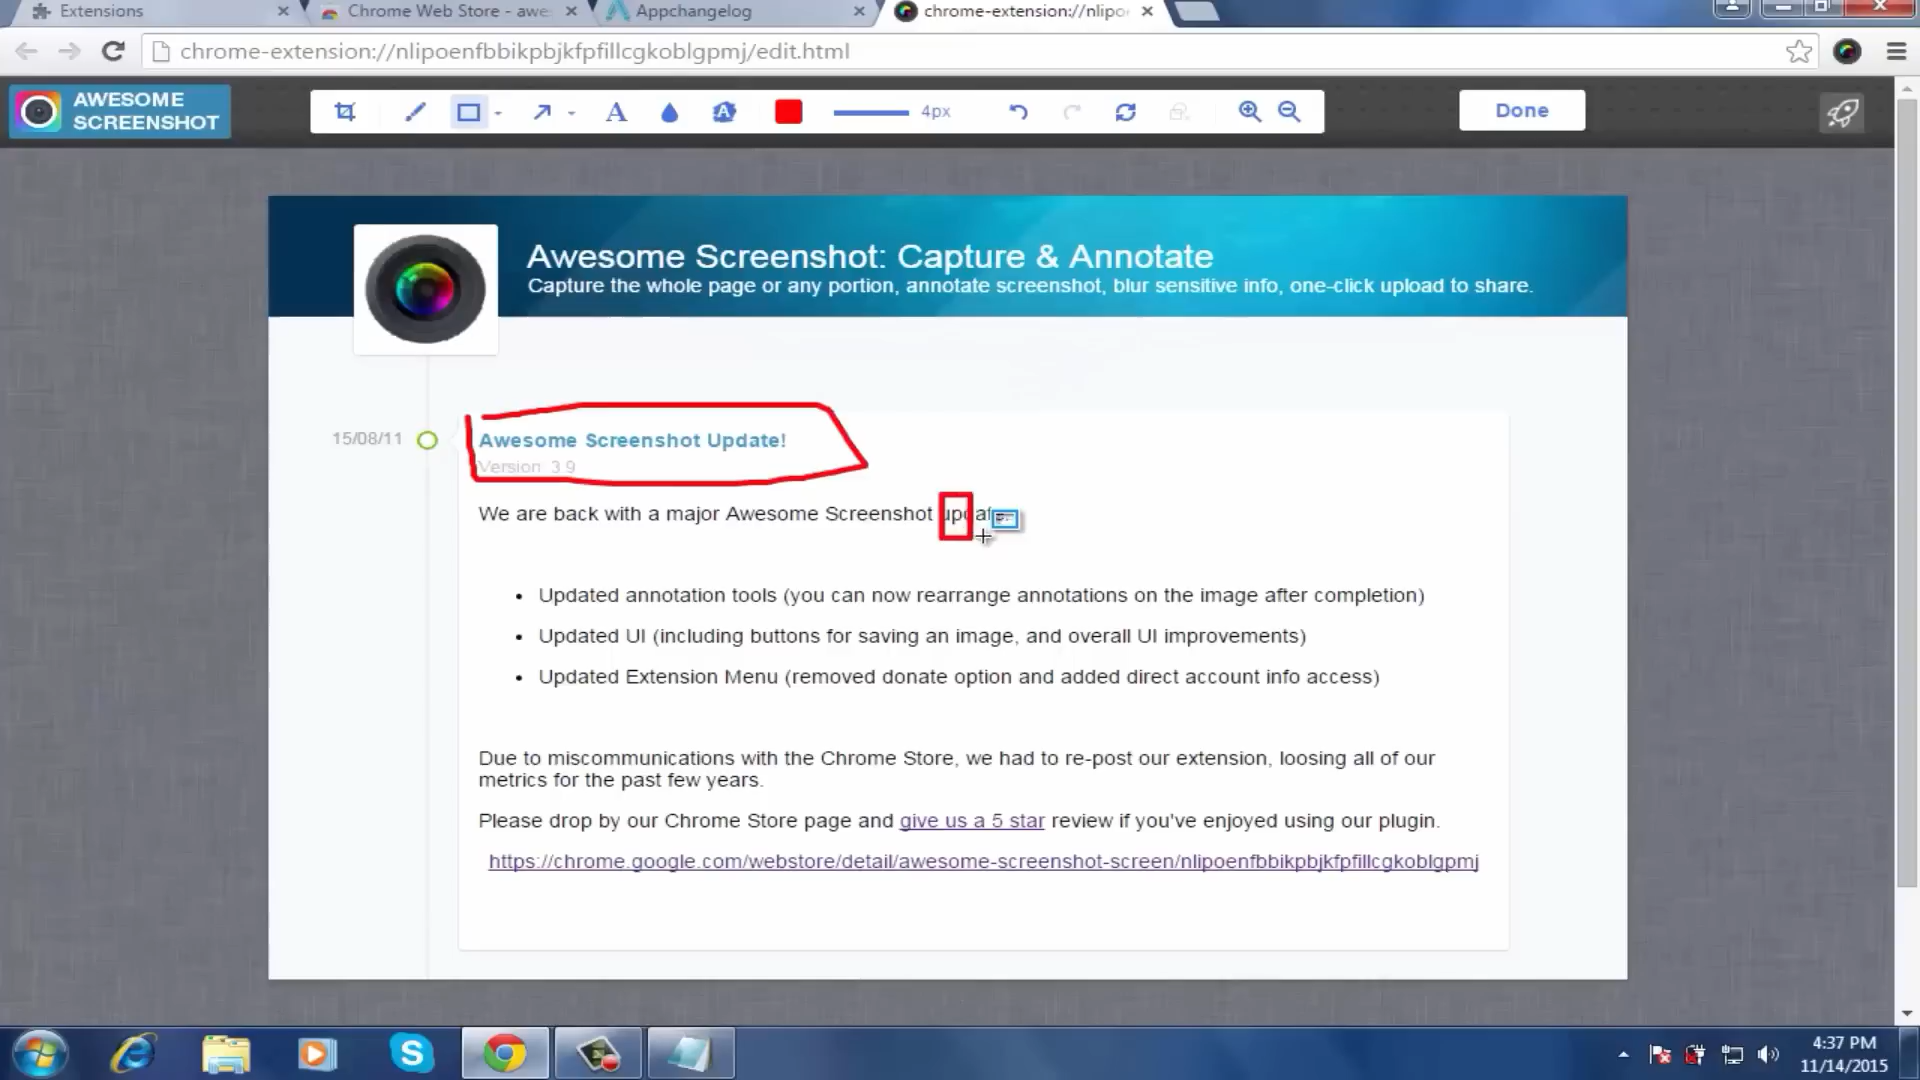 Extensions
Chrome Web Store - awe
Appchangelog
chrome-extension://nlipo
chrome-extension://nlipoenfbbikpbjkfpfillcgkoblgpmj/edit.html
AWESOME
SCREENSHOT
A
4px
Done
Awesome Screenshot: Capture & Annotate
Capture the whole page or any portion, annotate screenshot, blur sensitive info, one-click upload to share.
15/08/11
Awesome Screenshot Update!
Version 3.9
We are back with a major Awesome Screenshot updat
• Updated annotation tools (you can now rearrange annotations on the image after completion)
• Updated UI (including buttons for saving an image, and overall UI improvements)
• Updated Extension Menu (removed donate option and added direct account info access)
Due to miscommunications with the Chrome Store, we had to re-post our extension, loosing all of our
metrics for the past few years.
Please drop by our Chrome Store page and give us a 5 star review if you've enjoyed using our plugin.
https://chrome.google.com/webstore/detail/awesome-screenshot-screen/nlipoenfbbikpbjkfpfillcgkoblgpmj
4:37 PM
11/14/2015